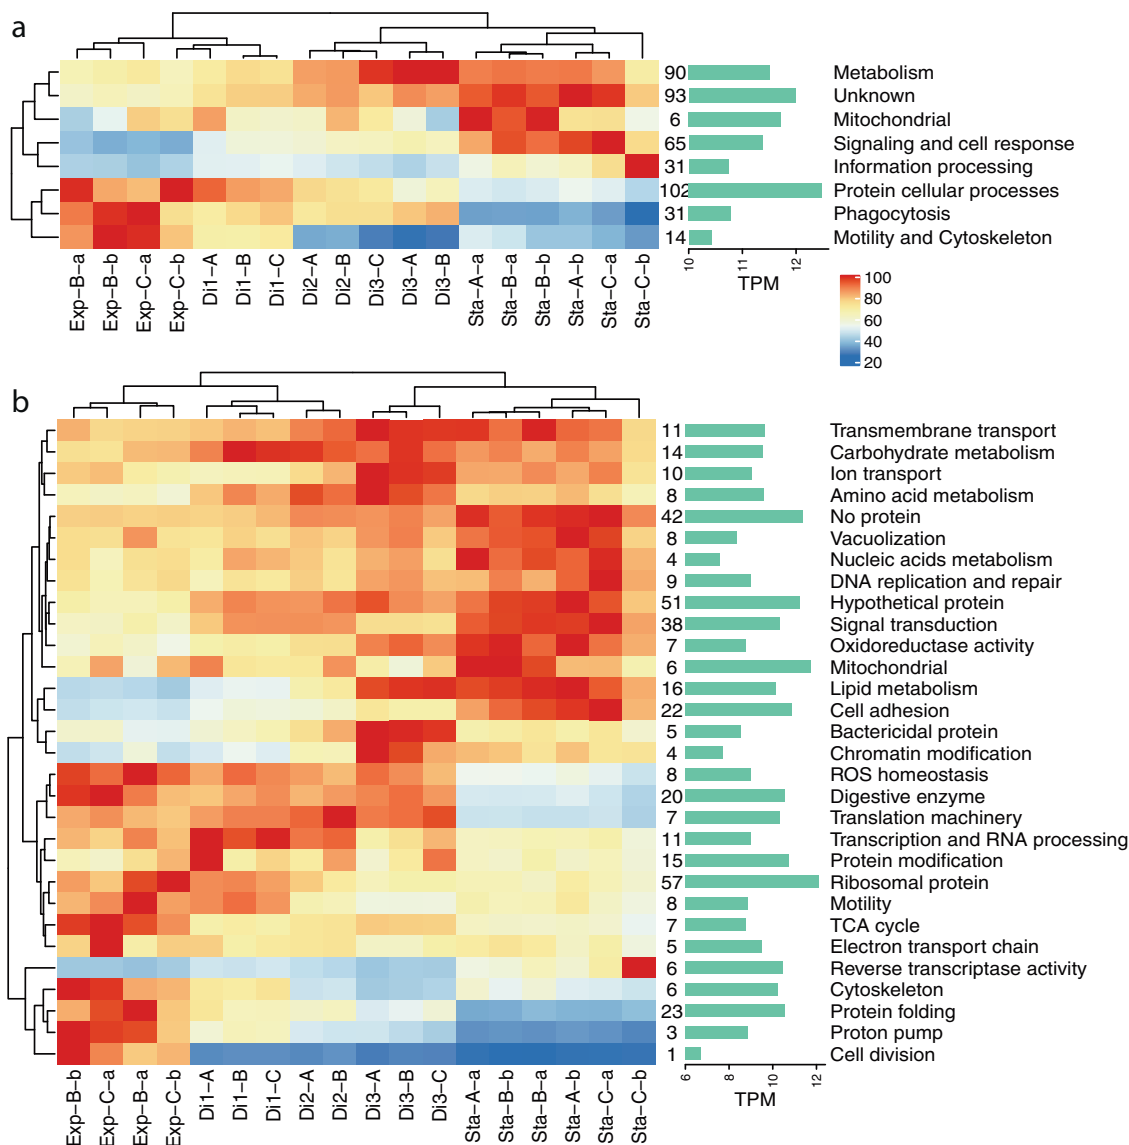 a
90 Metabolism
93 Unknown
6 Mitochondrial
65 Signaling and cell response
31 Information processing
102 Protein cellular processes
31 Phagocytosis
14 Motility and Cytoskeleton
Exp-B-a Exp-B-b Exp-C-a Exp-C-b Di1-A Di1-B Di1-C Di2-A Di2-B Di3-C Di3-A Di3-B Sta-A-a Sta-B-a Sta-B-b Sta-A-b Sta-C-a Sta-C-b
10 11 12
TPM
100
80
60
40
20
b
11 Transmembrane transport
14 Carbohydrate metabolism
10 Ion transport
8 Amino acid metabolism
42 No protein
8 Vacuolization
4 Nucleic acids metabolism
9 DNA replication and repair
51 Hypothetical protein
38 Signal transduction
7 Oxidoreductase activity
6 Mitochondrial
16 Lipid metabolism
22 Cell adhesion
5 Bactericidal protein
4 Chromatin modification
8 ROS homeostasis
20 Digestive enzyme
7 Translation machinery
11 Transcription and RNA processing
15 Protein modification
57 Ribosomal protein
8 Motility
7 TCA cycle
5 Electron transport chain
6 Reverse transcriptase activity
6 Cytoskeleton
23 Protein folding
3 Proton pump
1 Cell division
Exp-B-b Exp-C-a Exp-B-a Exp-C-b Di1-A Di1-B Di1-C Di2-A Di2-B Di3-A Di3-B Di3-C Sta-A-a Sta-B-b Sta-B-a Sta-A-b Sta-C-a Sta-C-b
6 8 10 12
TPM